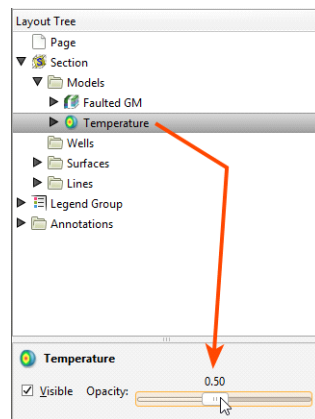 Layout Tree
Page
Section
Models
Faulted GM
Temperature
Wells
Surfaces
Lines
Legend Group
Annotations
Temperature
0.50
Visible Opacity: